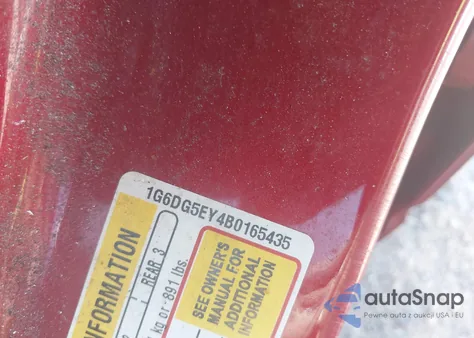 1G6DG5EY4B0165435
INFORMATION
REAR 3
kg or 891 lbs.
SEE OWNER'S
MANUAL FOR
ADDITIONAL
INFORMATION
autaSnap
Pewne auta z aukcji USA i EU